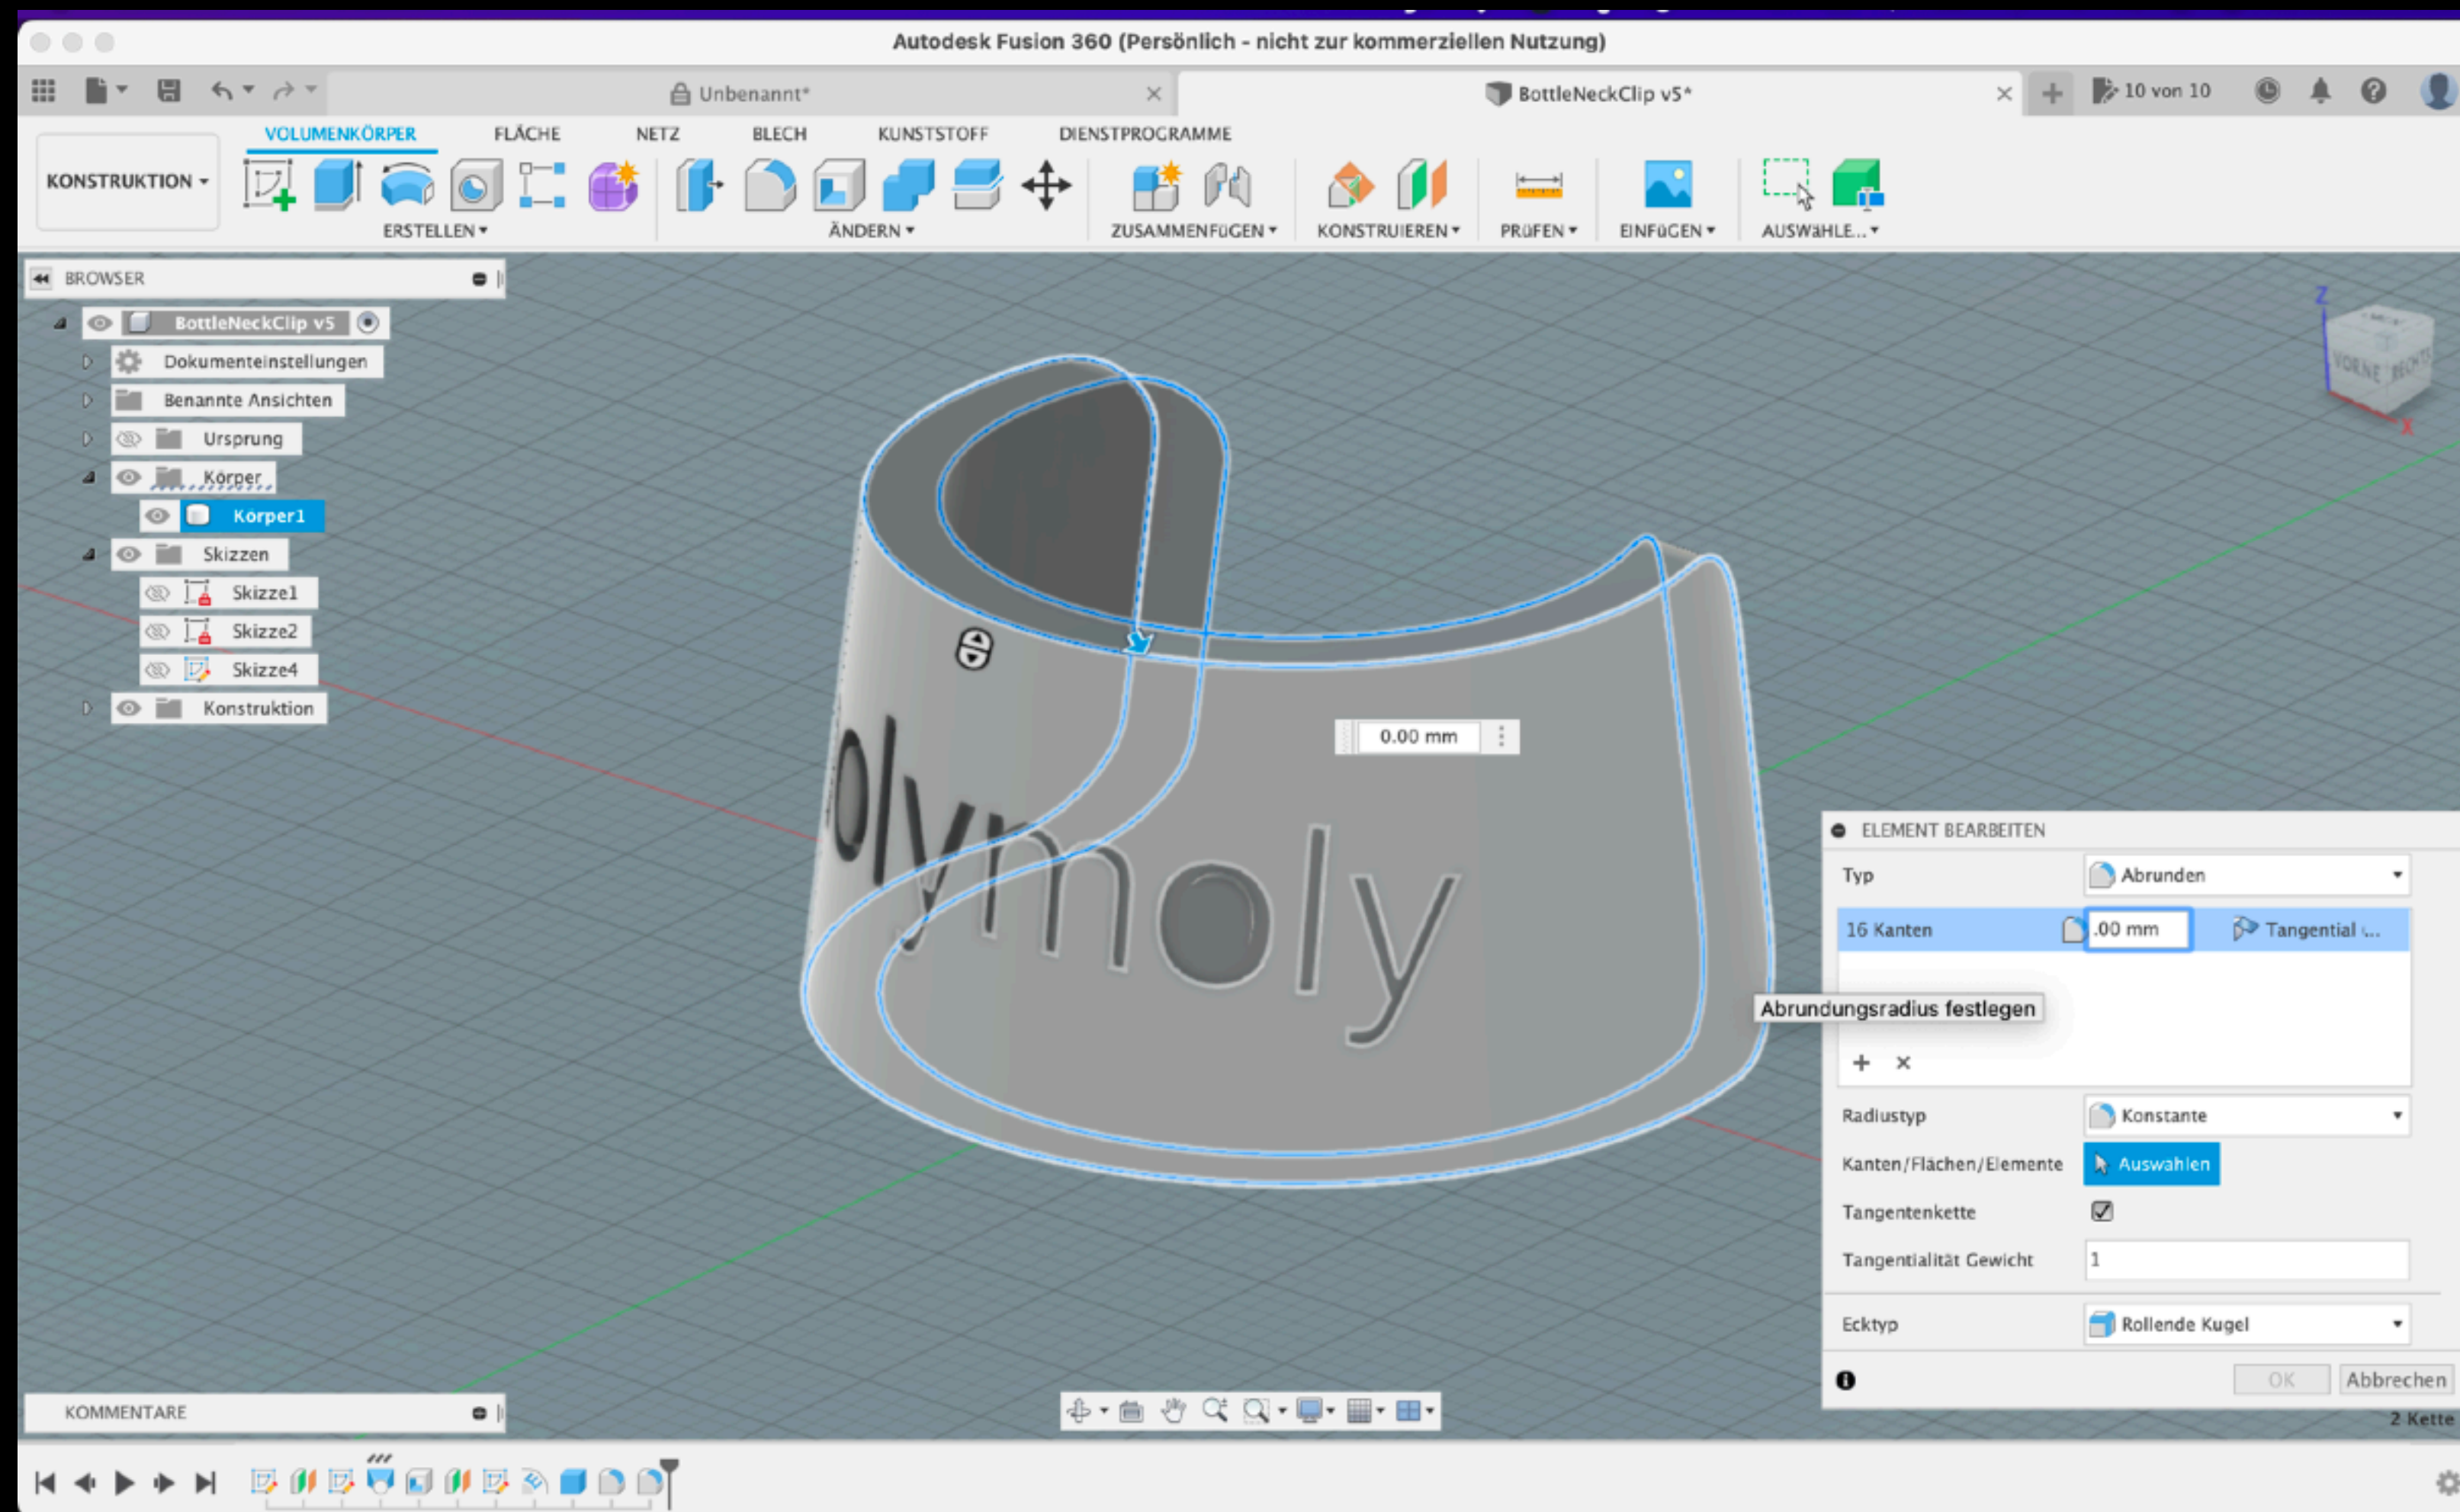 Autodesk Fusion 360 (Persönlich - nicht zur kommerziellen Nutzung)
Unbenannt*
BottleNeckClip v5*
10 von 10
KONSTRUKTION
VOLUMENKÖRPER
FLÄCHE
NETZ
BLECH
KUNSTSTOFF
DIENSTPROGRAMME
ERSTELLEN
ÄNDERN
ZUSAMMENFüGEN
KONSTRUIEREN
PRüFEN
EINFüGEN
AUSWäHLE...
BROWSER
BottleNeckClip v5
Dokumenteinstellungen
Benannte Ansichten
Ursprung
Körper
Körper1
Skizzen
Skizze1
Skizze2
Skizze4
Konstruktion
Z
VORNE
RECHTS
X
olymoly
0.00 mm
ELEMENT BEARBEITEN
Typ
Abrunden
16 Kanten
.00 mm
Tangential (...
Abrundungsradius festlegen
Radiustyp
Konstante
Kanten/Flächen/Elemente
Auswählen
Tangentenkette
Tangentialität Gewicht
1
Ecktyp
Rollende Kugel
OK
Abbrechen
2 Kette
KOMMENTARE